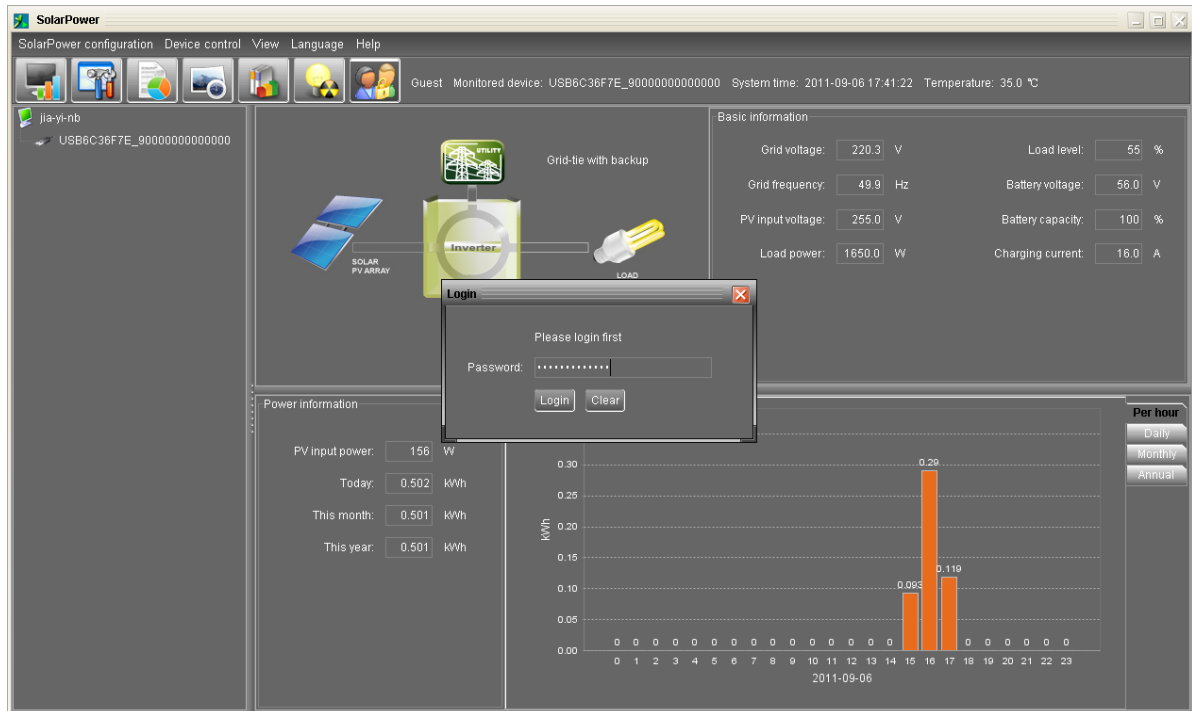 SolarPower
SolarPower configuration Device control View Language Help
Guest Monitored device: USB6C36F7E_90000000000000 System time: 2011-09-06 17:41:22 Temperature: 35.0 ℃
jia-yi-nb
USB6C36F7E_90000000000000
UTILITY
Grid-tie with backup
Inverter
SOLAR
PV ARRAY
LOAD
Basic information
Grid voltage: 220.3 V Load level: 55 %
Grid frequency: 49.9 Hz Battery voltage: 56.0 V
PV input voltage: 255.0 V Battery capacity: 100 %
Load power: 1650.0 W Charging current: 16.0 A
Login
Please login first
Password: •••••••••••••
Login Clear
Power information
PV input power: 156 W
Today: 0.502 kWh
This month: 0.501 kWh
This year: 0.501 kWh
Per hour
Daily
Monthly
Annual
kWh
0.30
0.25
0.20
0.15
0.10
0.05
0.00
0 0 0 0 0 0 0 0 0 0 0 0 0 0 0 0.093 0.29 0.119 0 0 0 0 0 0
0 1 2 3 4 5 6 7 8 9 10 11 12 13 14 15 16 17 18 19 20 21 22 23
2011-09-06